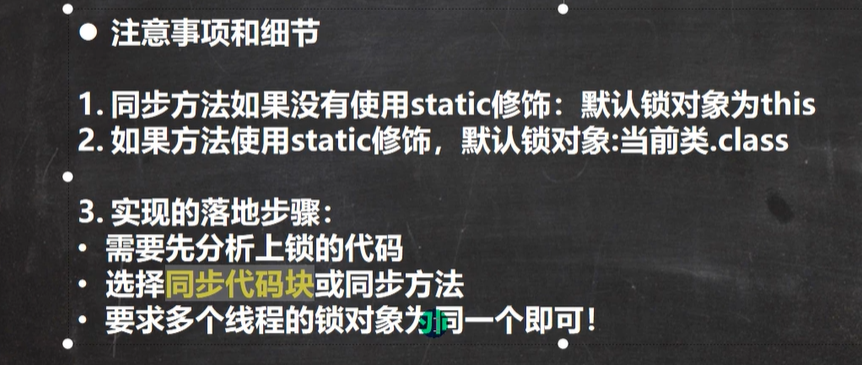 ● 注意事项和细节
1. 同步方法如果没有使用static修饰：默认锁对象为this
2. 如果方法使用static修饰，默认锁对象:当前类.class
3. 实现的落地步骤：
• 需要先分析上锁的代码
• 选择同步代码块或同步方法
• 要求多个线程的锁对象为同一个即可！